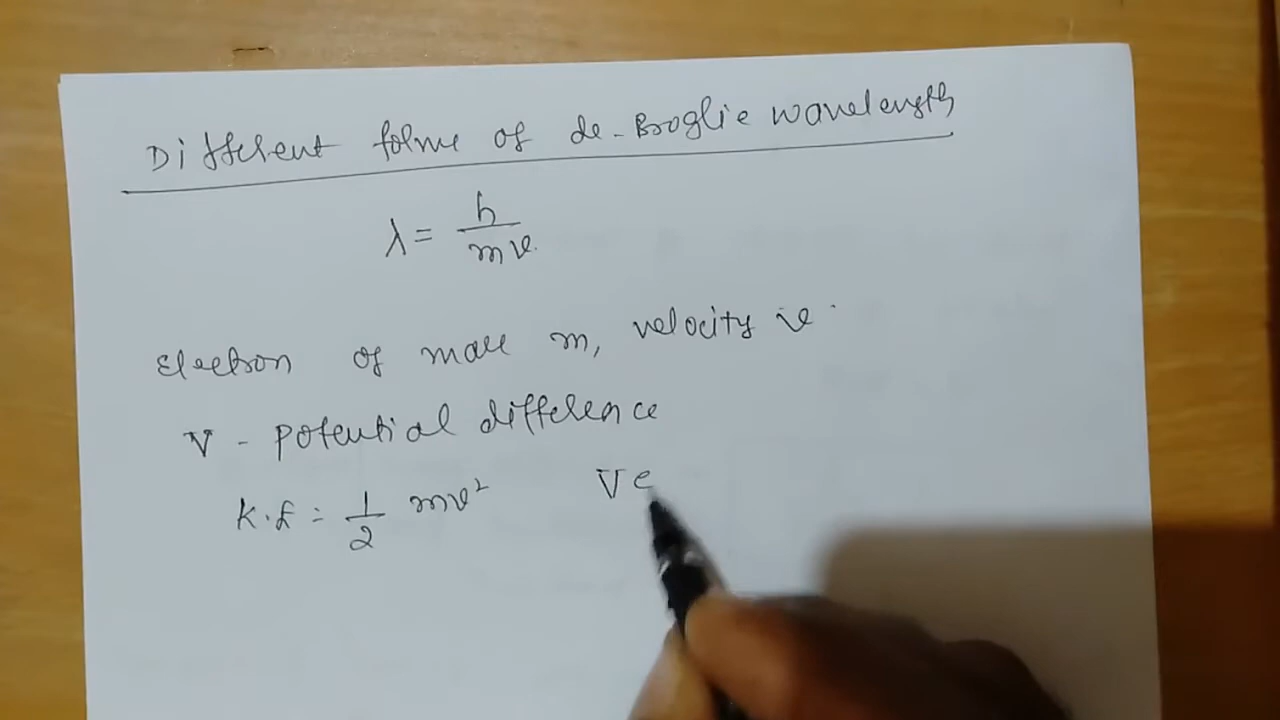 Different forms of de-Broglie wavelength
λ = h / mv
Electron of mass m, velocity v.
V - potential difference
K.E = 1/2 mv² Ve